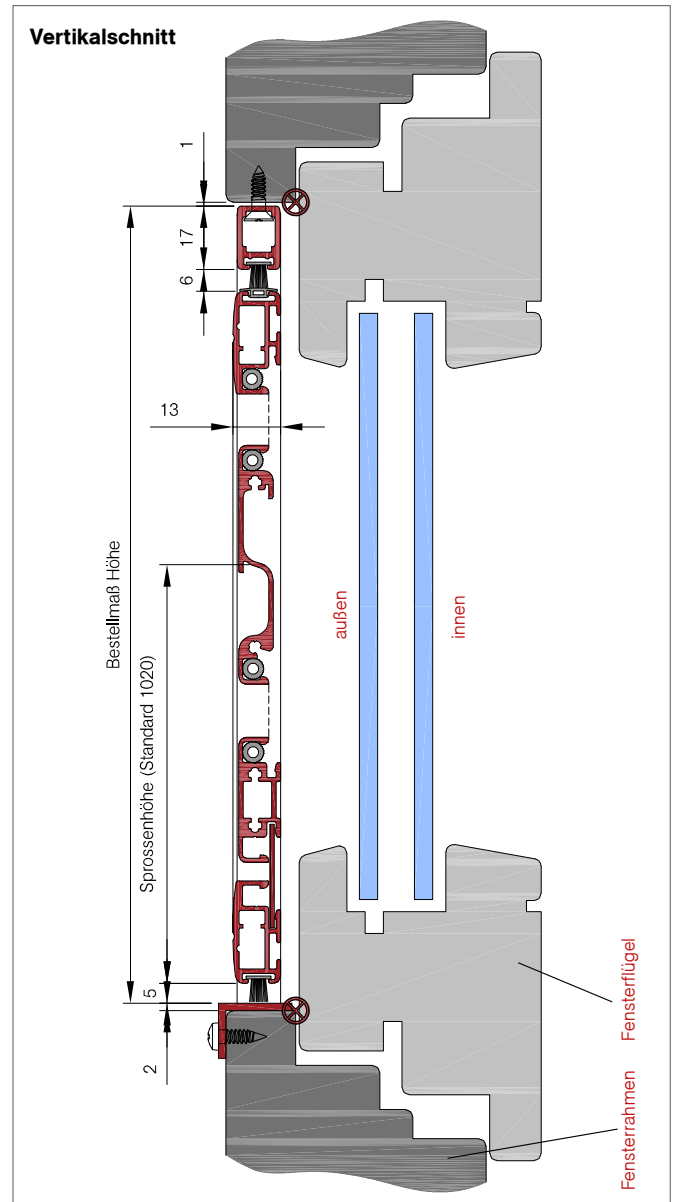 Vertikalschnitt
1
17
6
13
Bestellmaß Höhe
Sprossenhöhe (Standard 1020)
außen
innen
5
2
Fensterflügel
Fensterrahmen